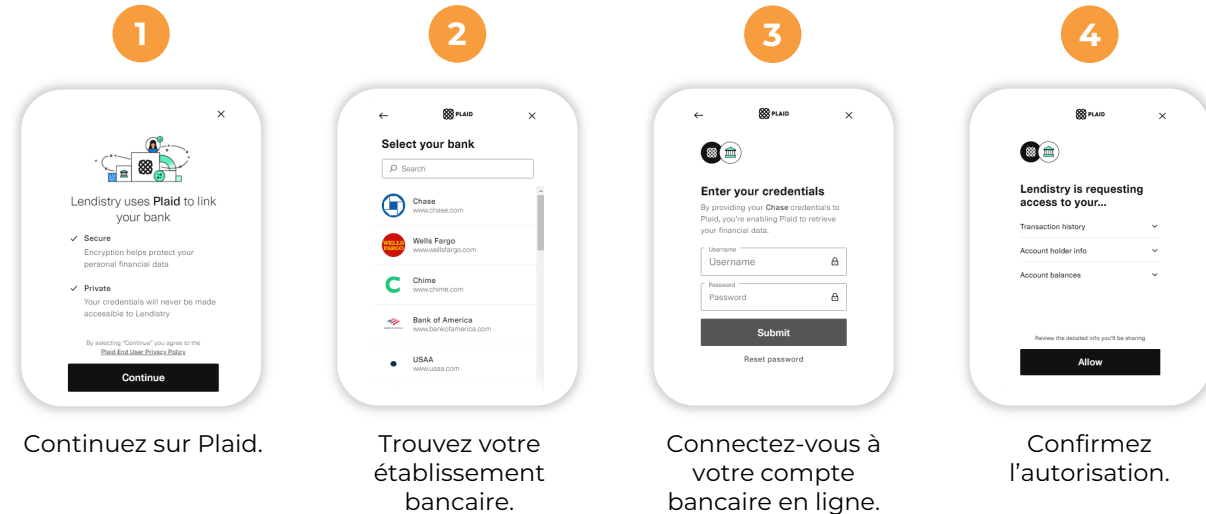 1
Lendistry uses Plaid to link
your bank
Secure
Encryption helps protect your
personal financial data
Private
Your credentials will never be made
accessible to Lendistry
By selecting "Continue" you agree to the
Plaid End User Privacy Policy
Continue
Continuez sur Plaid.
2
PLAID
Select your bank
Search
Chase
www.chase.com
WELLS
FARGO
Wells Fargo
www.wellsfargo.com
Chime
www.chime.com
Bank of America
www.bankofamerica.com
USAA
www.usaa.com
Trouvez votre
établissement
bancaire.
3
PLAID
Enter your credentials
By providing your Chase credentials to
Plaid, you're enabling Plaid to retrieve
your financial data.
Username
Username
Password
Password
Submit
Reset password
Connectez-vous à
votre compte
bancaire en ligne.
4
PLAID
Lendistry is requesting
access to your...
Transaction history
Account holder info
Account balances
Review the detailed info you'll be sharing
Allow
Confirmez
l’autorisation.